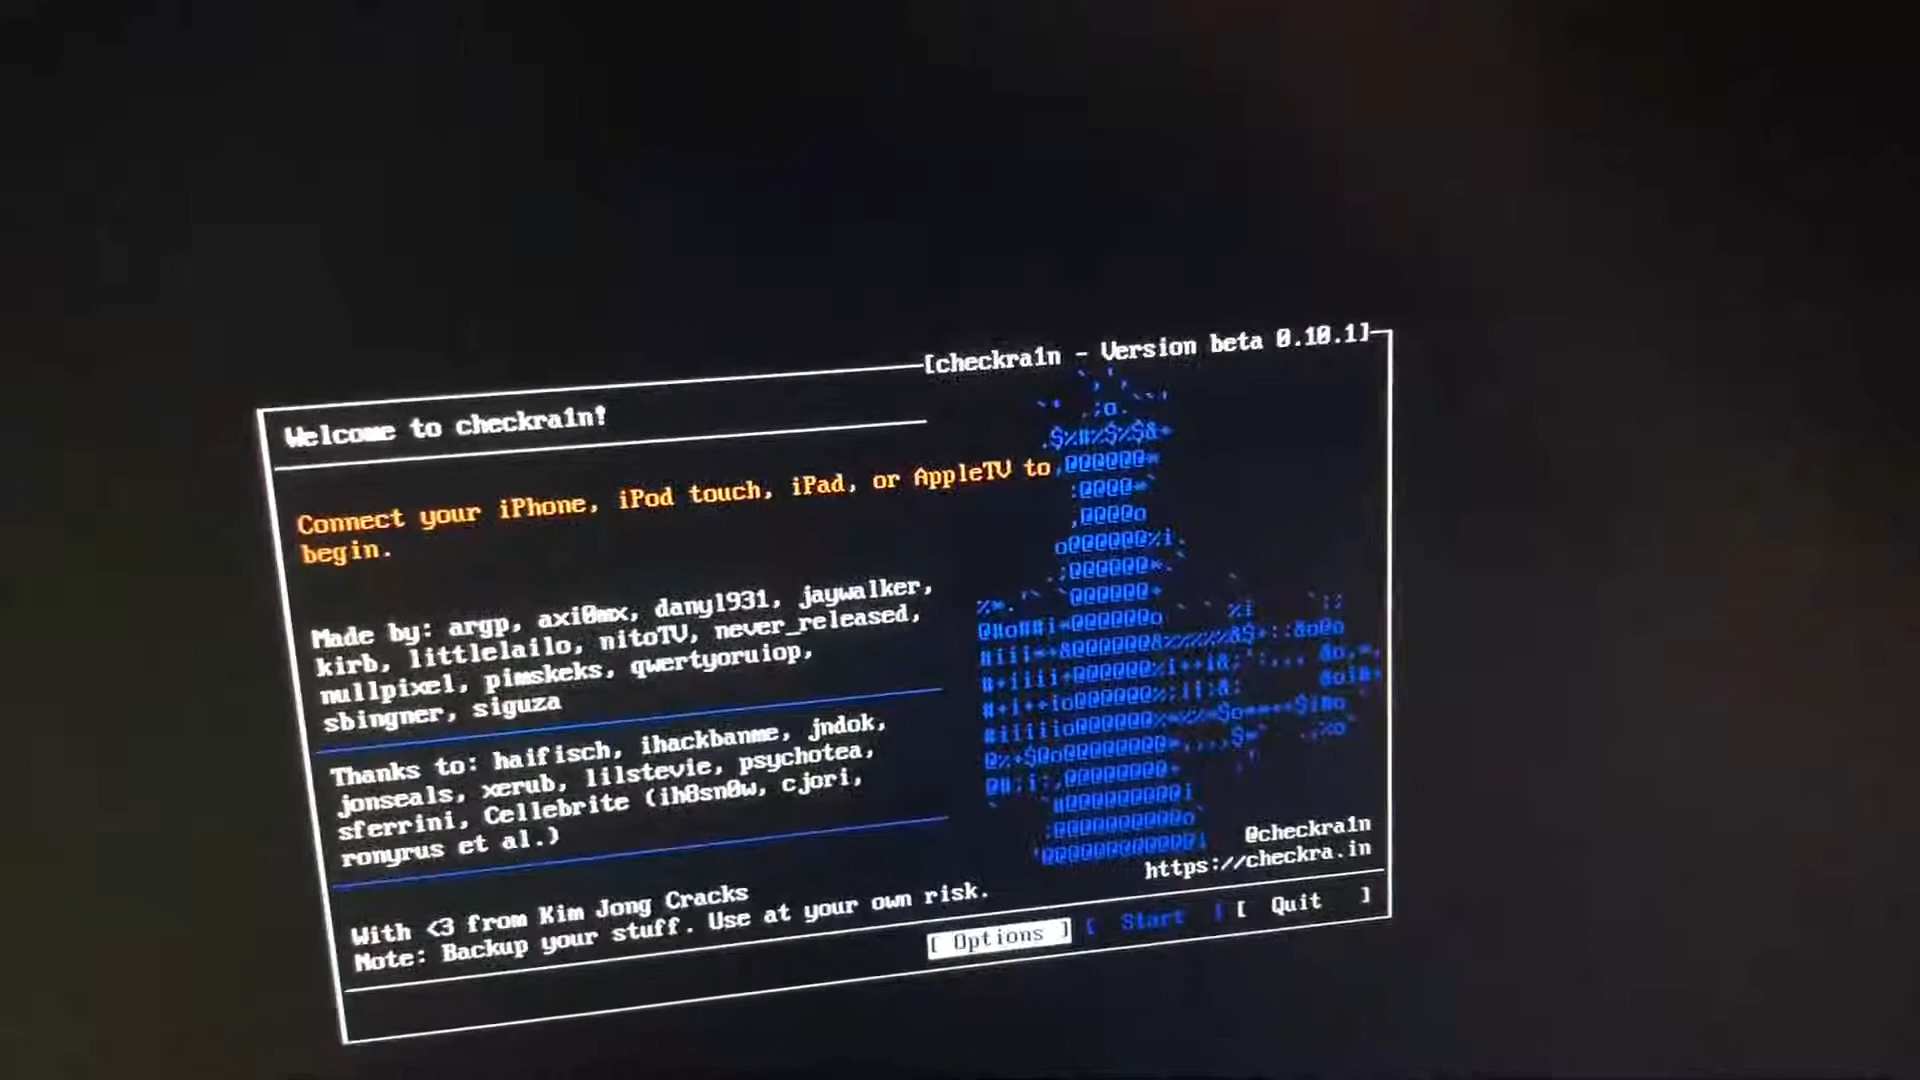 [checkra1n - Version beta 0.10.1]
Welcome to checkra1n!
Connect your iPhone, iPod touch, iPad, or AppleTV to
begin.
Made by: argp, axi0mx, danyl931, jaywalker,
kirb, littlelailo, nitoTV, never_released,
nullpixel, pimskeks, qwertyoruiop,
sbingner, siguza
Thanks to: haifisch, ihackbanme, jndok,
jonseals, xerub, lilstevie, psychotea,
sferrini, Cellebrite (ih8sn0w, cjori,
ronyrus et al.)
With <3 from Kim Jong Cracks
Note: Backup your stuff. Use at your own risk.
@checkra1n
https://checkra.in
[ Options ] [ Start ] [ Quit ]